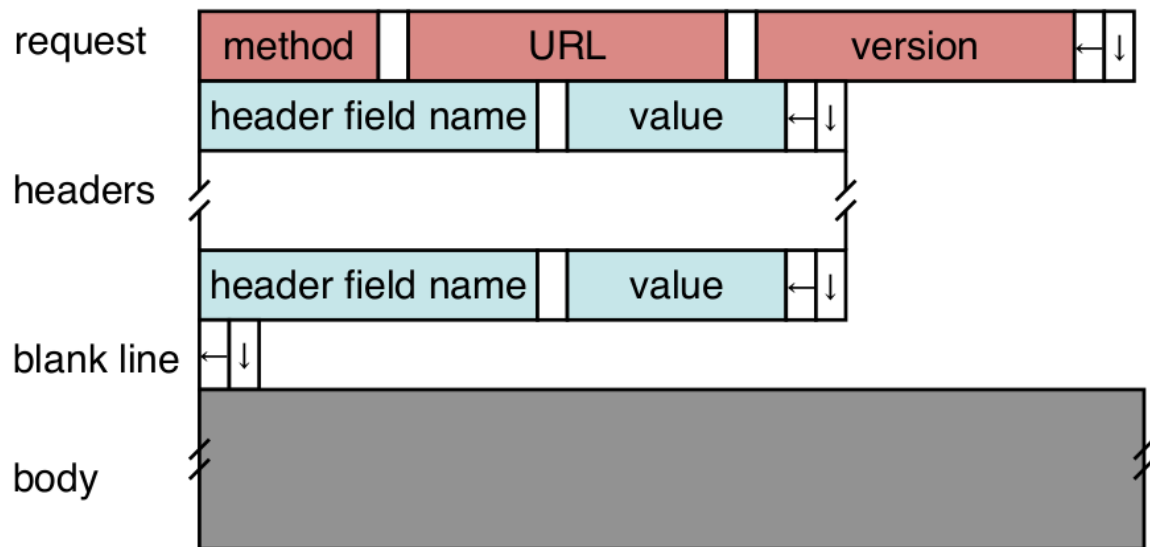 request method URL version ← ↓
header field name value ← ↓
headers
header field name value ← ↓
blank line ← ↓
body